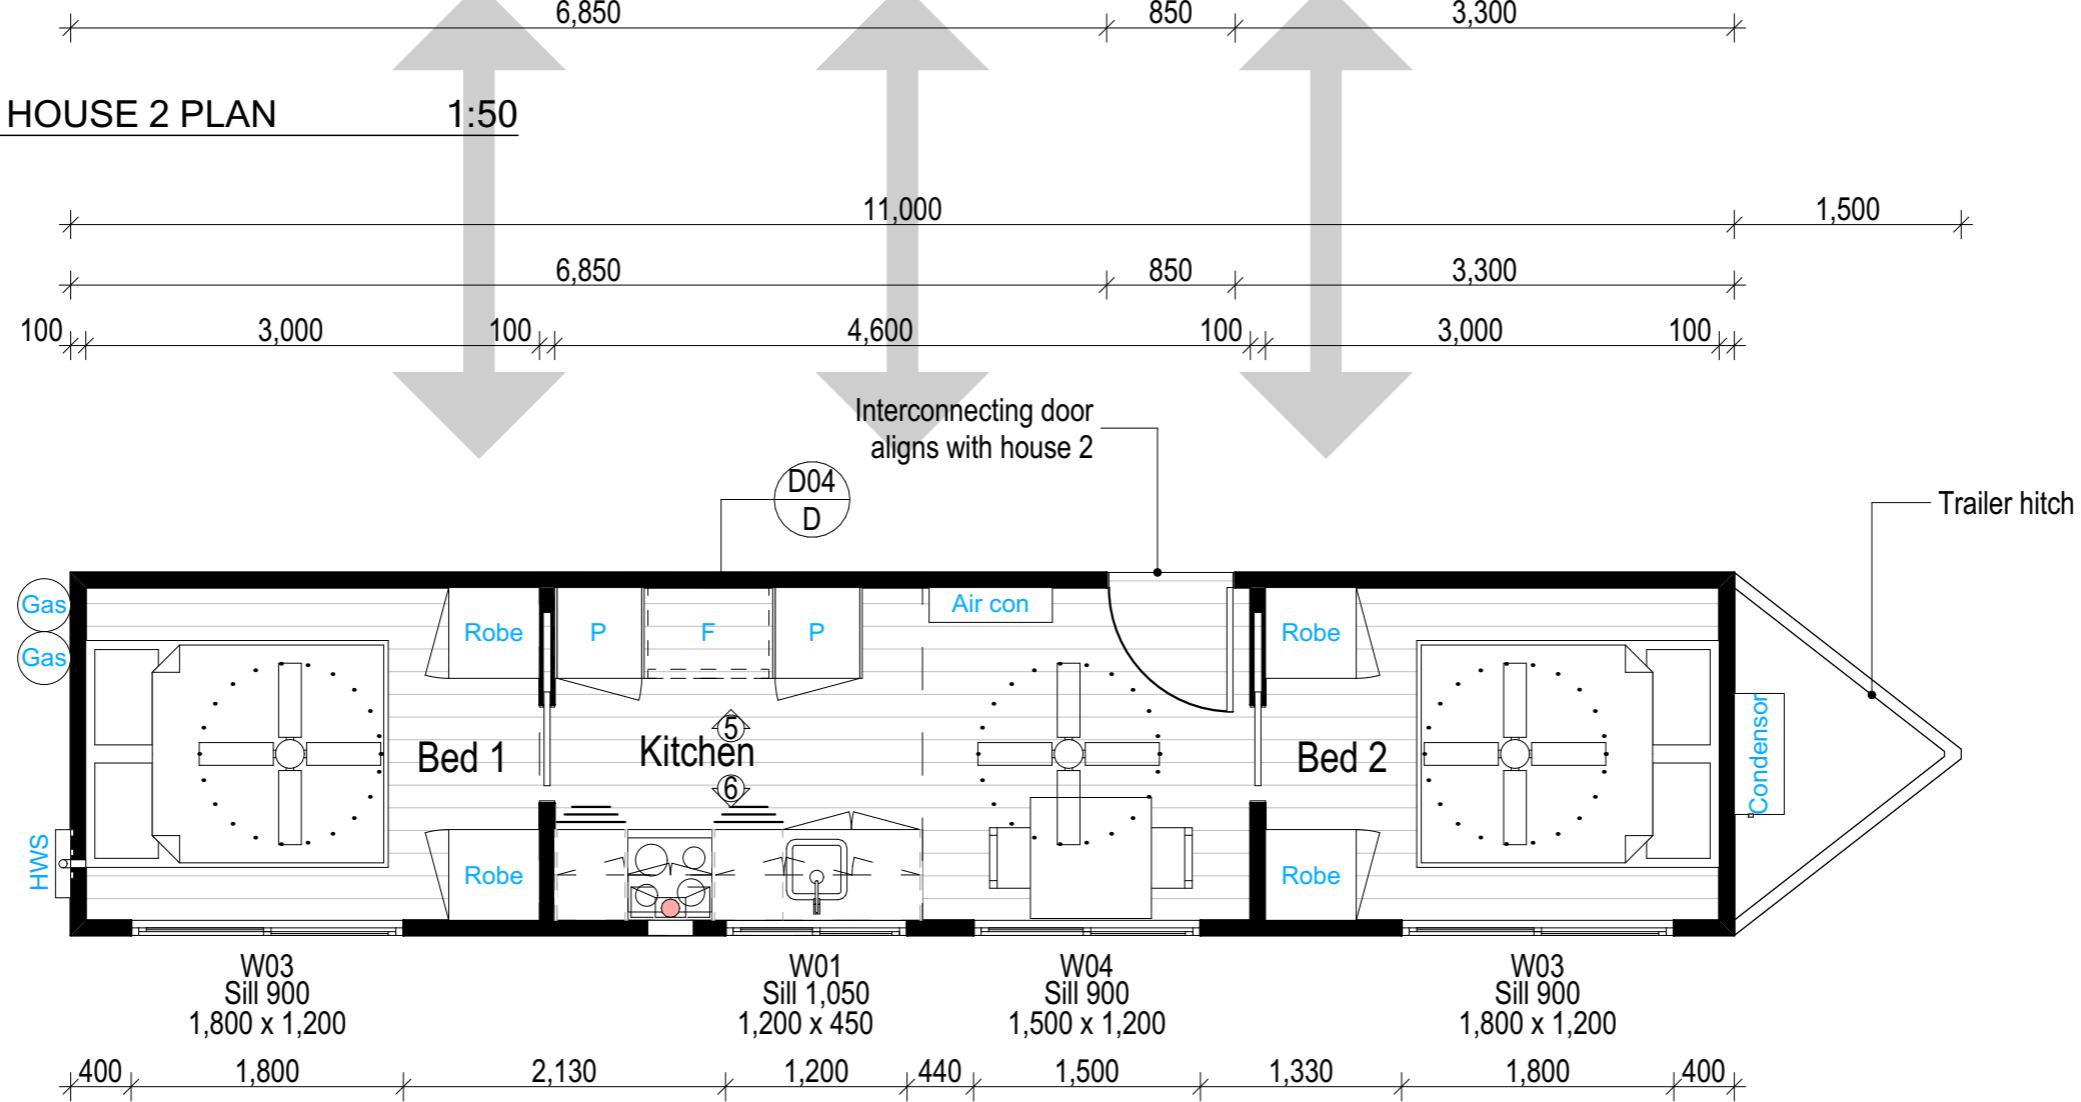 6,850 850 3,300
HOUSE 2 PLAN 1:50
11,000 1,500
6,850 850 3,300
100 3,000 100 4,600 100 3,000 100
Interconnecting door
aligns with house 2
D04
D
Trailer hitch
Gas
Gas
Robe
P
F
P
Air con
Robe
5
Bed 1
Kitchen
6
Bed 2
Condensor
HWS
Robe
Robe
W03
Sill 900
1,800 x 1,200
W01
Sill 1,050
1,200 x 450
W04
Sill 900
1,500 x 1,200
W03
Sill 900
1,800 x 1,200
400 1,800 2,130 1,200 440 1,500 1,330 1,800 400